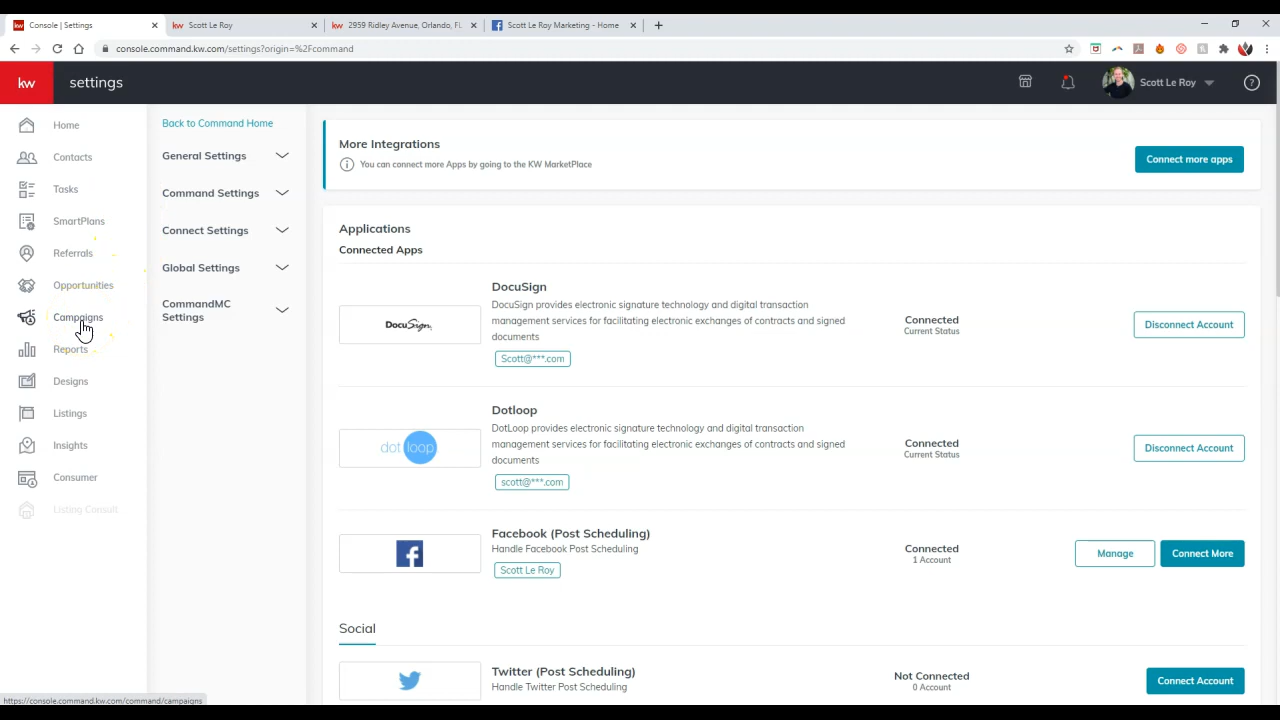 Console | Settings
Scott Le Roy
2959 Ridley Avenue, Orlando, FL
Scott Le Roy Marketing - Home
console.command.kw.com/settings?origin=%2Fcommand
kw
settings
Scott Le Roy
Home
Contacts
Tasks
SmartPlans
Referrals
Opportunities
Campaigns
Reports
Designs
Listings
Insights
Consumer
Listing Consult
Back to Command Home
General Settings
Command Settings
Connect Settings
Global Settings
CommandMC
Settings
More Integrations
You can connect more Apps by going to the KW MarketPlace
Connect more apps
Applications
Connected Apps
DocuSign
DocuSign
DocuSign provides electronic signature technology and digital transaction
management services for facilitating electronic exchanges of contracts and signed
documents
Scott@***.com
Connected
Current Status
Disconnect Account
dotloop
Dotloop
DotLoop provides electronic signature technology and digital transaction
management services for facilitating electronic exchanges of contracts and signed
documents
scott@***.com
Connected
Current Status
Disconnect Account
Facebook (Post Scheduling)
Handle Facebook Post Scheduling
Scott Le Roy
Connected
1 Account
Manage
Connect More
Social
Twitter (Post Scheduling)
Handle Twitter Post Scheduling
Not Connected
0 Account
Connect Account
https://console.command.kw.com/command/campaigns